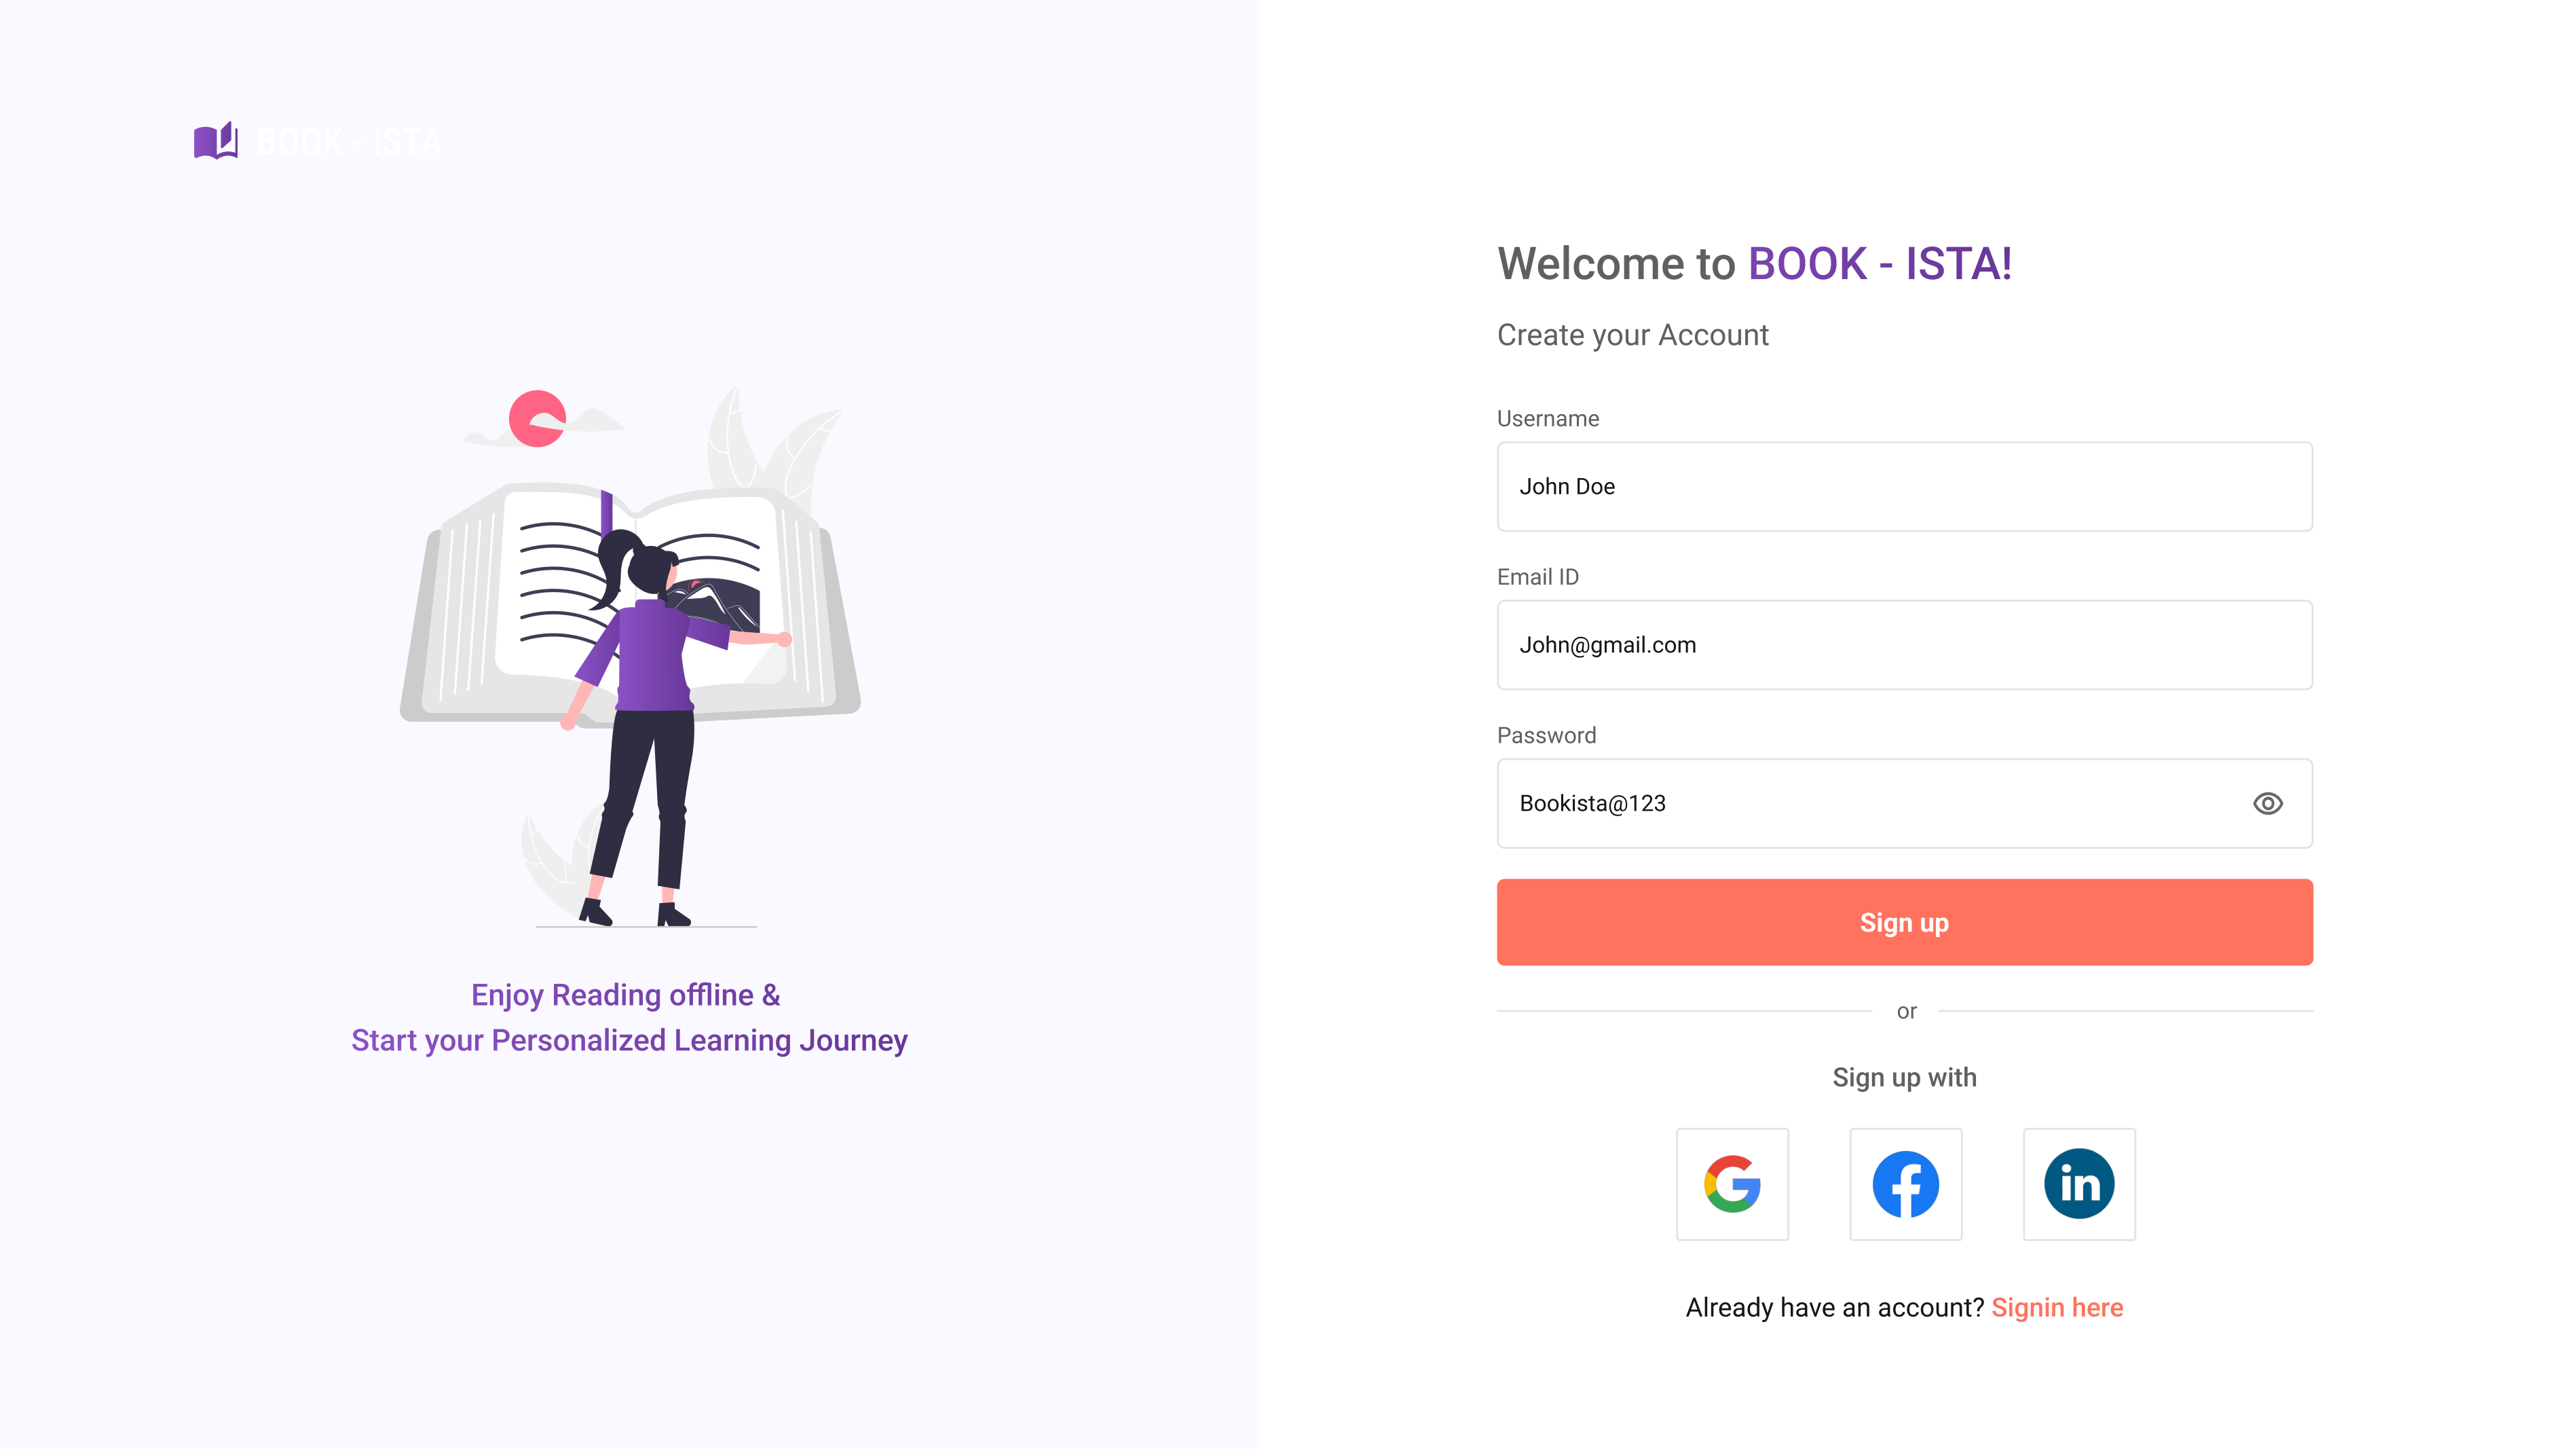 BOOK - ISTA
Enjoy Reading offline &
Start your Personalized Learning Journey
Welcome to BOOK - ISTA!
Create your Account
Username
John Doe
Email ID
John@gmail.com
Password
Bookista@123
Sign up
or
Sign up with
in
Already have an account? Signin here